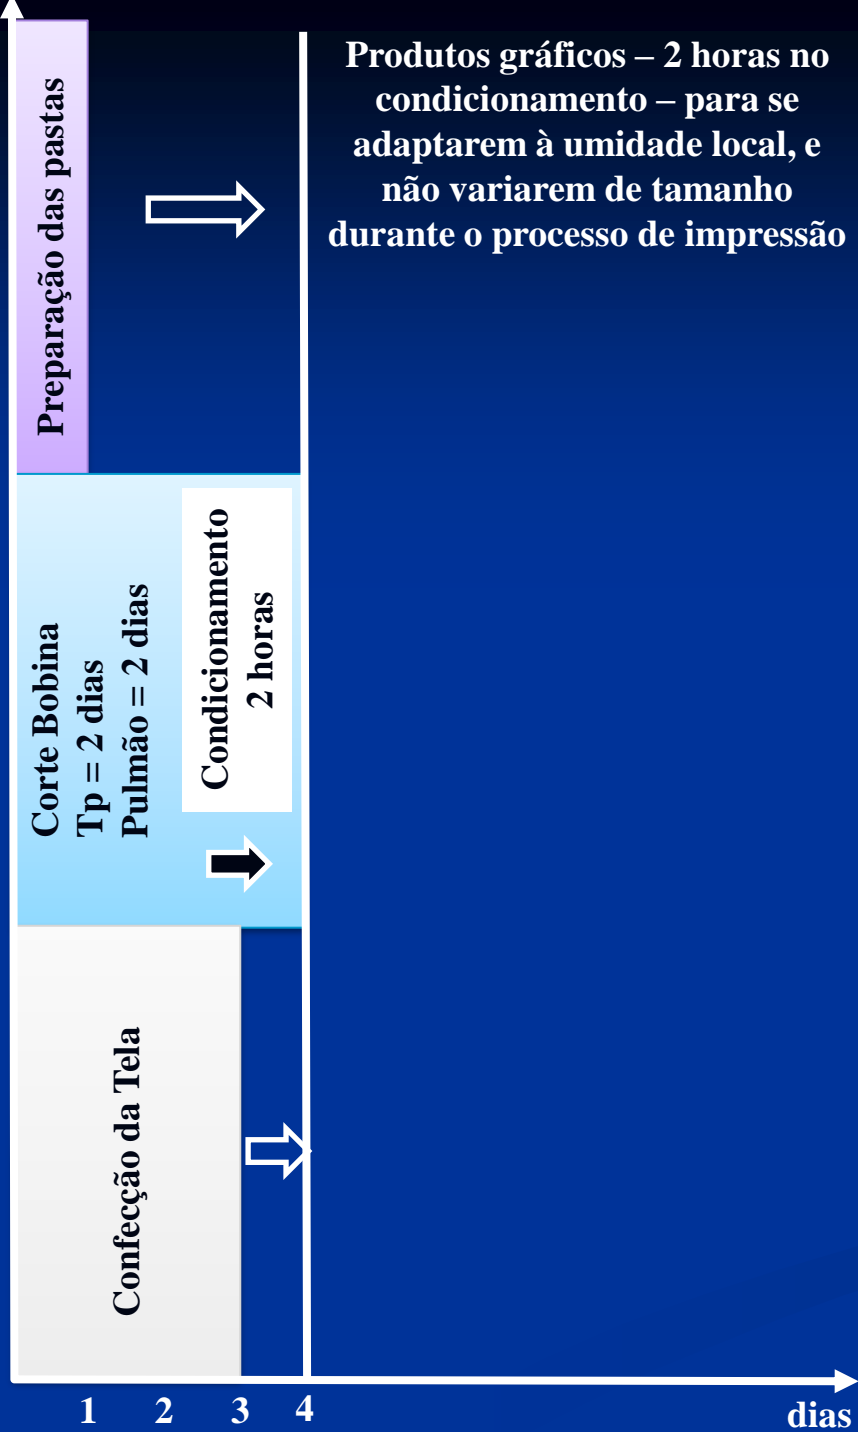 Preparação das pastas
Produtos gráficos – 2 horas no
condicionamento – para se
adaptarem à umidade local, e
não variarem de tamanho
durante o processo de impressão
Corte Bobina
Tp = 2 dias
Pulmão = 2 dias
Condicionamento
2 horas
Confecção da Tela
1 2 3 4 dias